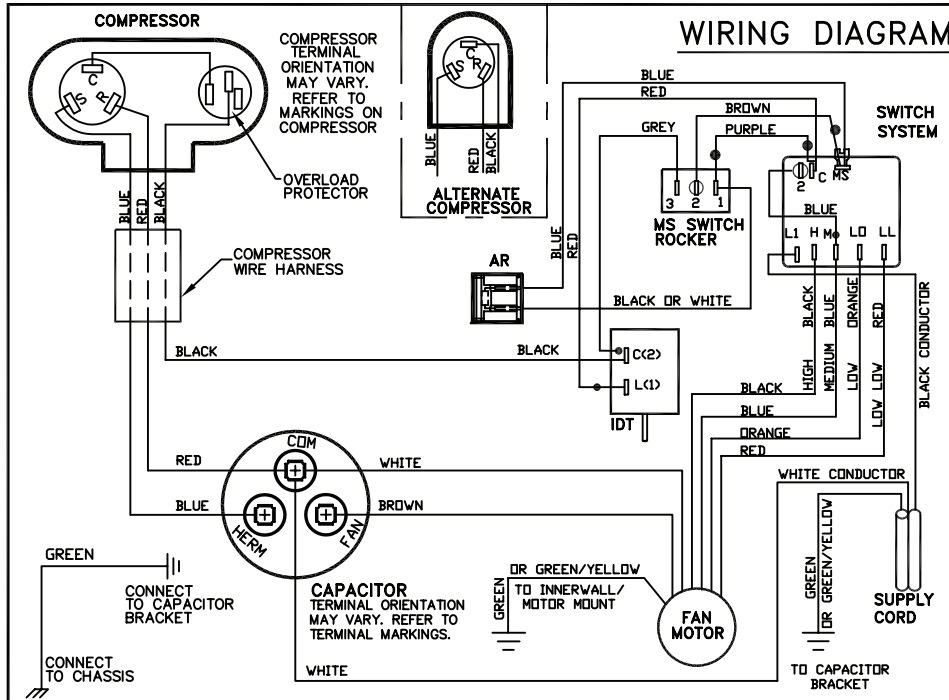 WIRING DIAGRAM
COMPRESSOR
COMPRESSOR
TERMINAL
ORIENTATION
MAY VARY.
REFER TO
MARKINGS ON
COMPRESSOR
C
S
R
OVERLOAD
PROTECTOR
BLUE
RED
BLACK
COMPRESSOR
WIRE HARNESS
C
S
R
BLUE
RED
BLACK
ALTERNATE
COMPRESSOR
BLUE
RED
BROWN
GREY
PURPLE
SWITCH
SYSTEM
3 2 1
MS SWITCH
ROCKER
2 C MS
BLUE
L1 H M LO LL
BLUE
RED
AR
BLACK OR WHITE
BLACK
BLACK
C(2)
L(1)
IDT
HIGH BLACK
MEDIUM BLUE
LOW ORANGE
LOW LOW RED
BLACK CONDUCTOR
BLACK
BLUE
ORANGE
RED
COM
HERM
FAN
RED
WHITE
BLUE
BROWN
WHITE CONDUCTOR
CAPACITOR
TERMINAL ORIENTATION
MAY VARY. REFER TO
TERMINAL MARKINGS.
GREEN
CONNECT
TO CAPACITOR
BRACKET
CONNECT
TO CHASSIS
WHITE
GREEN
OR GREEN/YELLOW
TO INNERWALL/
MOTOR MOUNT
FAN
MOTOR
GREEN
OR GREEN/YELLOW
SUPPLY
CORD
TO CAPACITOR
BRACKET